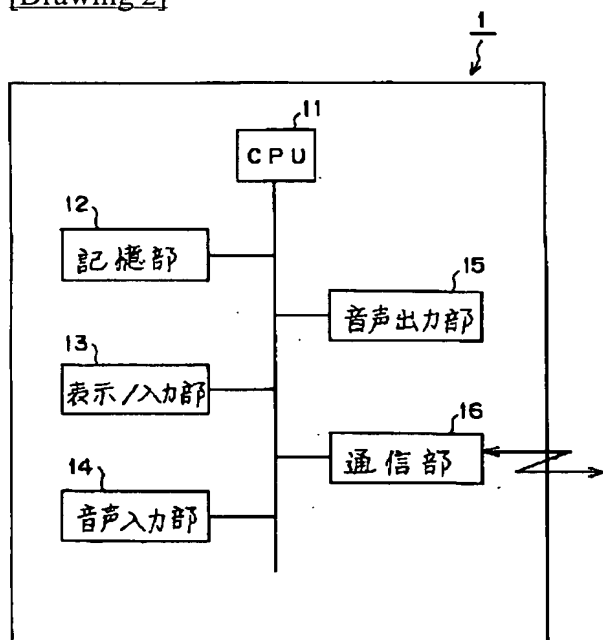 [Drawing 2]
1
11
CPU
12
記憶部
15
音声出力部
13
表示/入力部
16
通信部
14
音声入力部